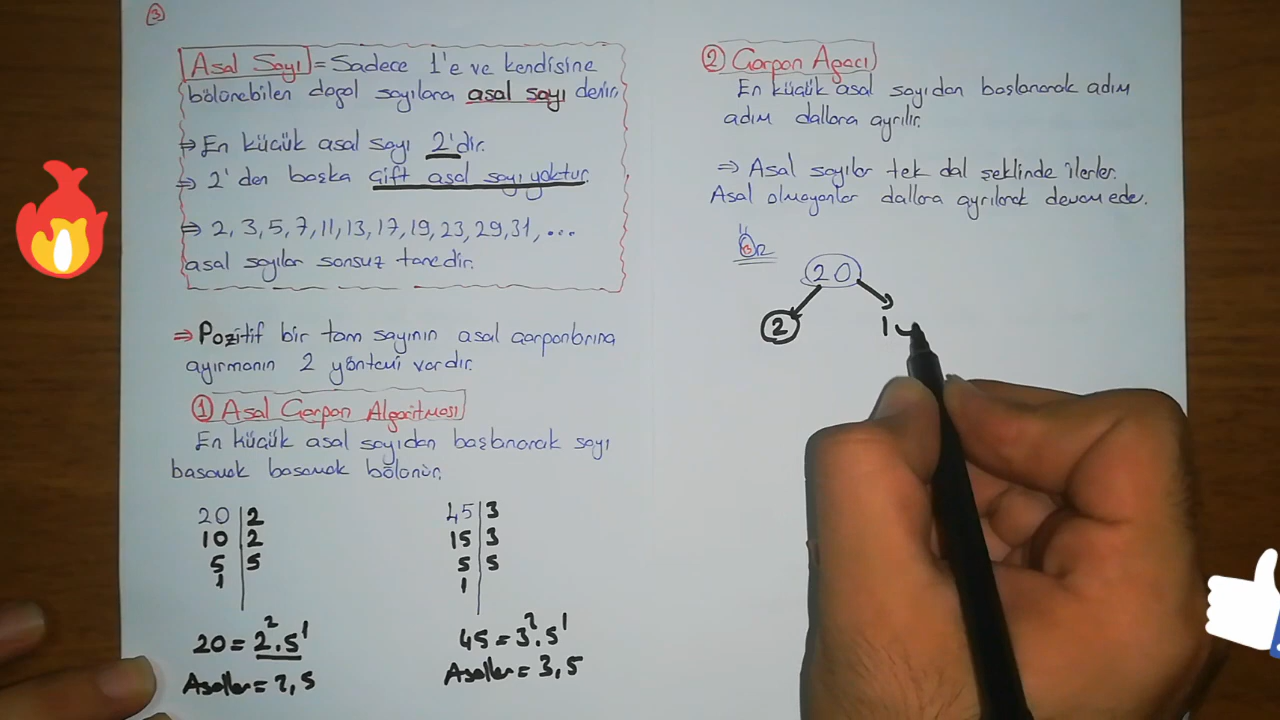 3
Asal Sayı = Sadece 1'e ve kendisine
bölünebilen doğal sayılara asal sayı denir.
⇒ En küçük asal sayı 2'dir.
⇒ 2'den başka çift asal sayı yoktur.
⇒ 2, 3, 5, 7, 11, 13, 17, 19, 23, 29, 31, ...
asal sayılar sonsuz tanedir.
⇒ Pozitif bir tam sayının asal çarpanlarına
ayırmanın 2 yöntemi vardır.
① Asal Çarpan Algoritması
En küçük asal sayıdan başlanarak sayı
basamak basamak bölünür.
20 | 2
10 | 2
5 | 5
1
20 = 2².5¹
Asallar = 2, 5
45 | 3
15 | 3
5 | 5
1
45 = 3².5¹
Asallar = 3, 5
② Çarpan Ağacı
En küçük asal sayıdan başlanarak adım
adım dallara ayrılır.
⇒ Asal sayılar tek dal şeklinde ilerler.
Asal olmayanlar dallara ayrılarak devam eder.
20
2
1